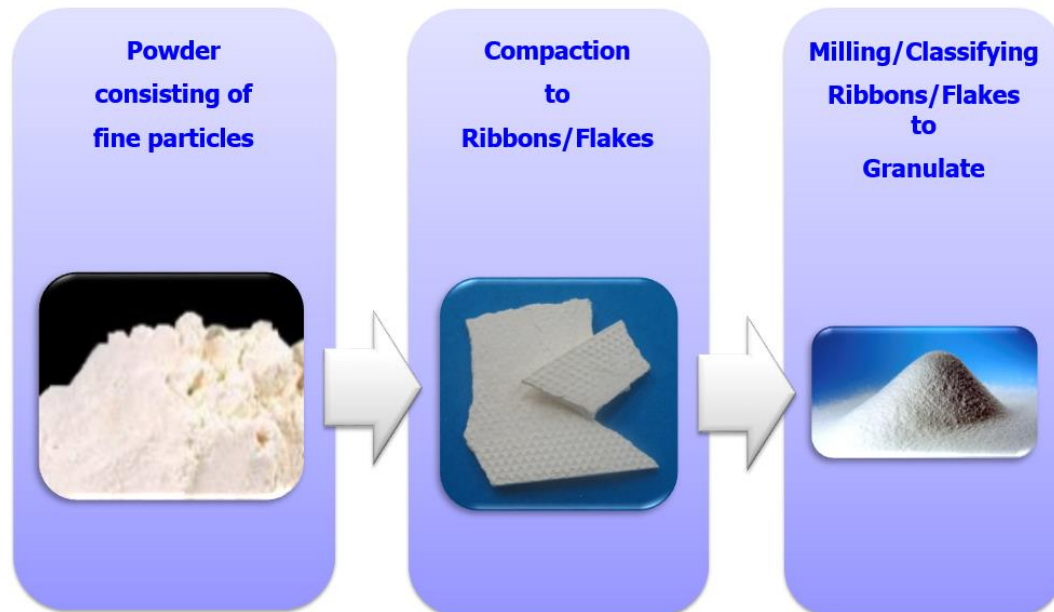 Powder
consisting of
fine particles
Compaction
to
Ribbons/Flakes
Milling/Classifying
Ribbons/Flakes
to
Granulate